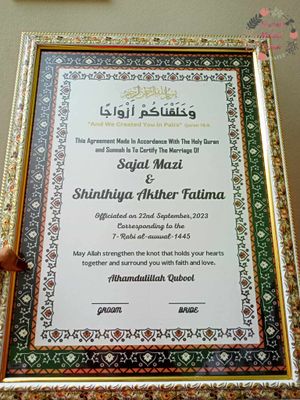 وَخَلَقْنَاكُمْ أَزْوَاجًا
"And We Created You In Pairs" Quran 78:8
This Agreement Made In Accordance With The Holy Quran
and Sunnah Is To Certify The Marriage Of
Sajal Mazi
&
Shinthiya Akther Fatima
Officiated on 22nd September,2023
Corresponding to the
7-Rabi al-awwal-1445
May Allah strengthen the knot that holds your hearts
together and surround you with faith and love.
Alhamdulillah Qubool
GROOM
BRIDE